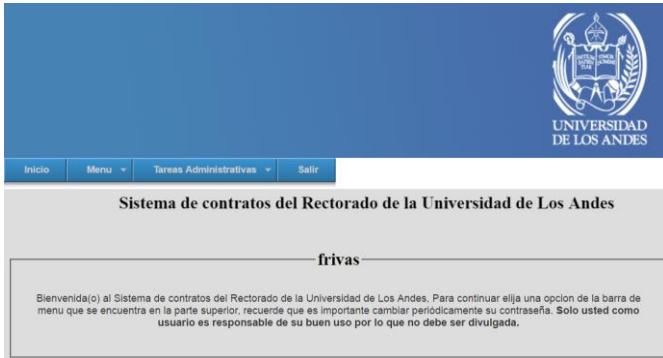 UNIVERSIDAD
DE LOS ANDES
Inicio Menu Tareas Administrativas Salir
Sistema de contratos del Rectorado de la Universidad de Los Andes
frivas
Bienvenida(o) al Sistema de contratos del Rectorado de la Universidad de Los Andes, Para continuar elija una opcion de la barra de
menu que se encuentra en la parte superior, recuerde que es importante cambiar periódicamente su contraseña. Solo usted como
usuario es responsable de su buen uso por lo que no debe ser divulgada.